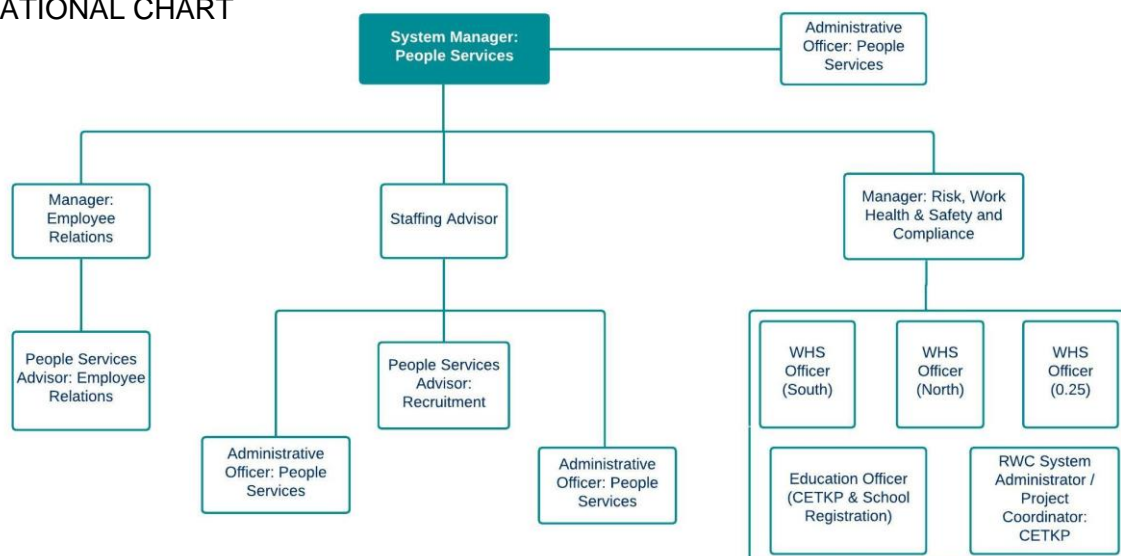 ATIONAL CHART
System Manager:
People Services
Administrative
Officer: People
Services
Manager:
Employee
Relations
Staffing Advisor
Manager: Risk, Work
Health & Safety and
Compliance
People Services
Advisor: Employee
Relations
People Services
Advisor:
Recruitment
Administrative
Officer: People
Services
Administrative
Officer: People
Services
WHS
Officer
(South)
WHS
Officer
(North)
WHS
Officer
(0.25)
Education Officer
(CETKP & School
Registration)
RWC System
Administrator /
Project
Coordinator:
CETKP